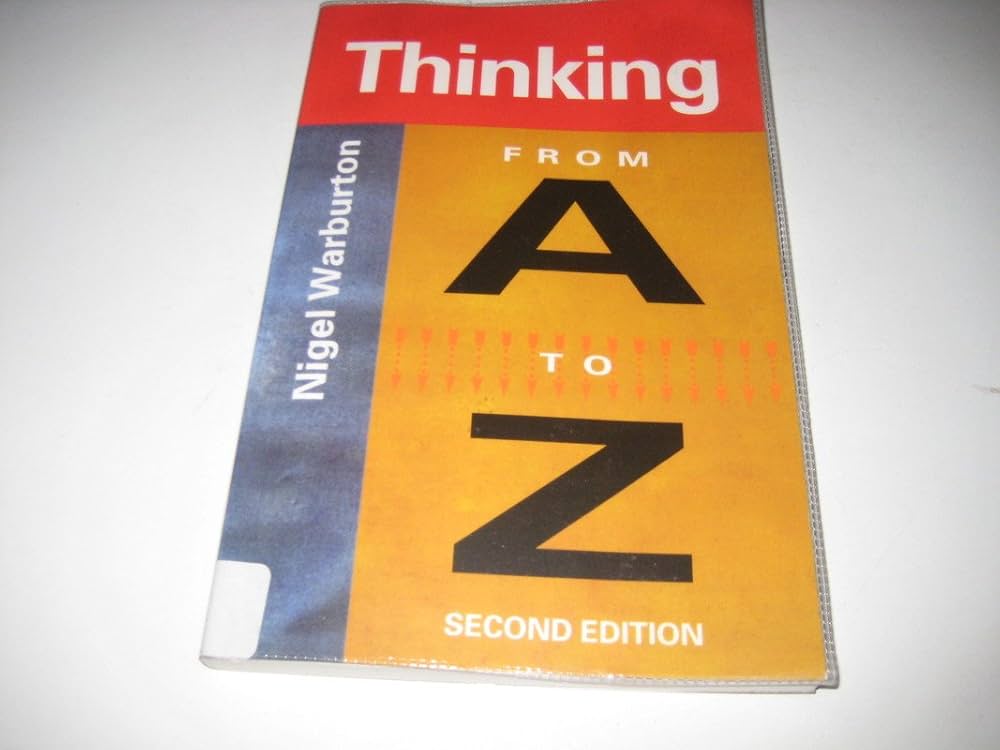 Thinking
FROM
A
TO
Z
SECOND EDITION
Nigel Warburton